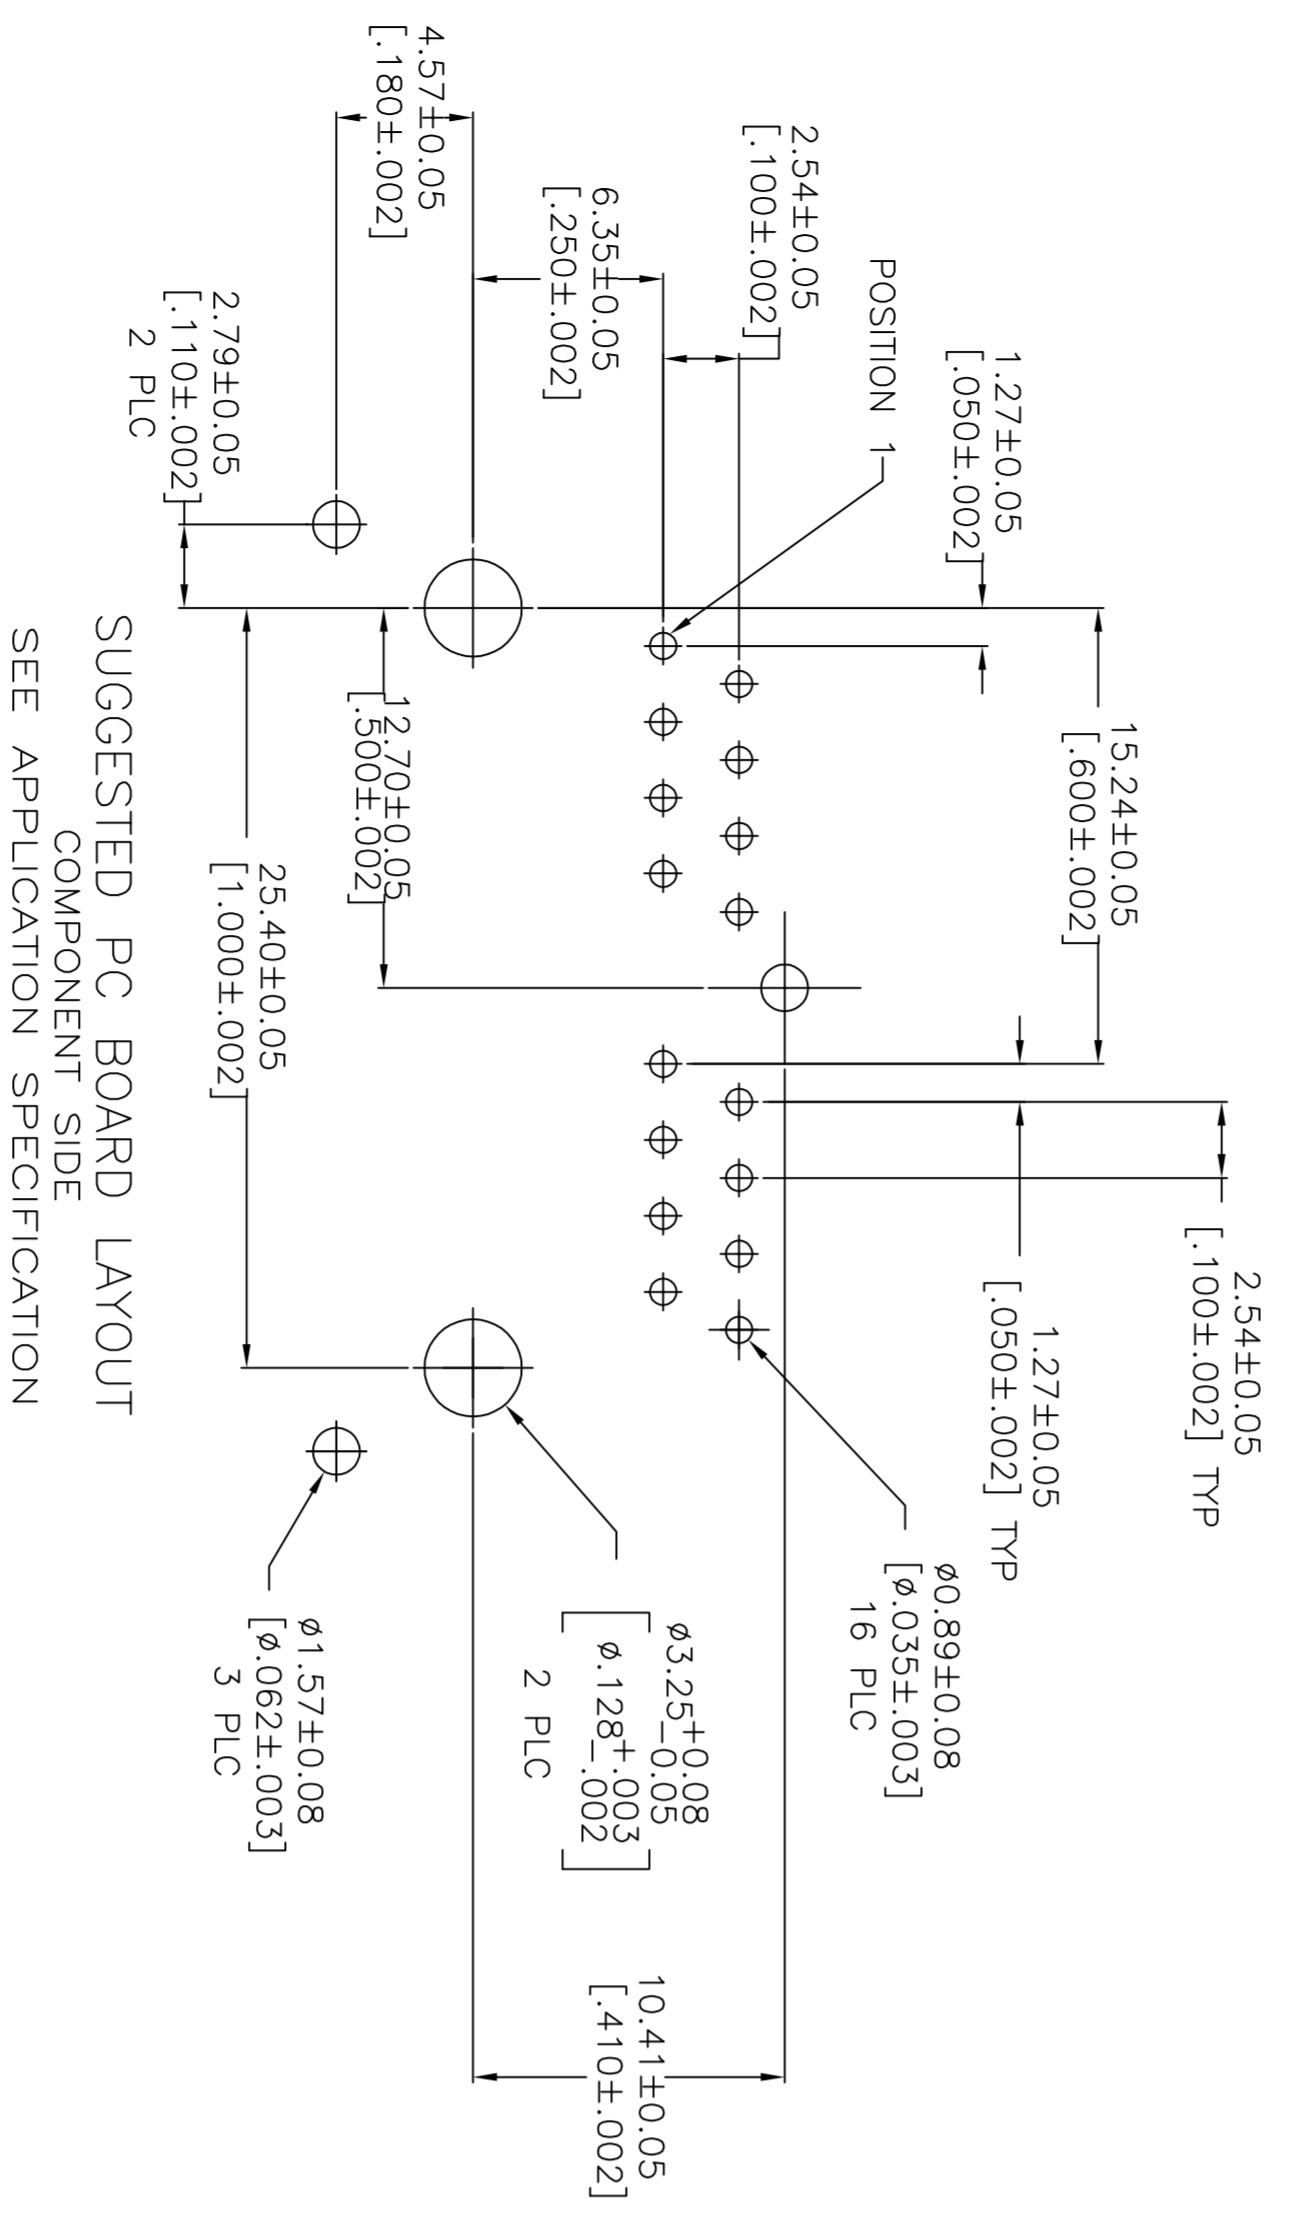 2.54±0.05
[.100±.002] TYP
15.24±0.05
[.600±.002]
1.27±0.05
[.050±.002] TYP
1.27±0.05
[.050±.002]
POSITION 1
ø0.89±0.08
[ø.035±.003]
16 PLC
2.54±0.05
[.100±.002]
6.35±0.05
[.250±.002]
ø3.25+0.08
-0.05
[ø.128+.003
-.002]
2 PLC
10.41±0.05
[.410±.002]
4.57±0.05
[.180±.002]
12.70±0.05
[.500±.002]
ø1.57±0.08
[ø.062±.003]
3 PLC
2.79±0.05
[.110±.002]
2 PLC
25.40±0.05
[1.000±.002]
SUGGESTED PC BOARD LAYOUT
COMPONENT SIDE
SEE APPLICATION SPECIFICATION